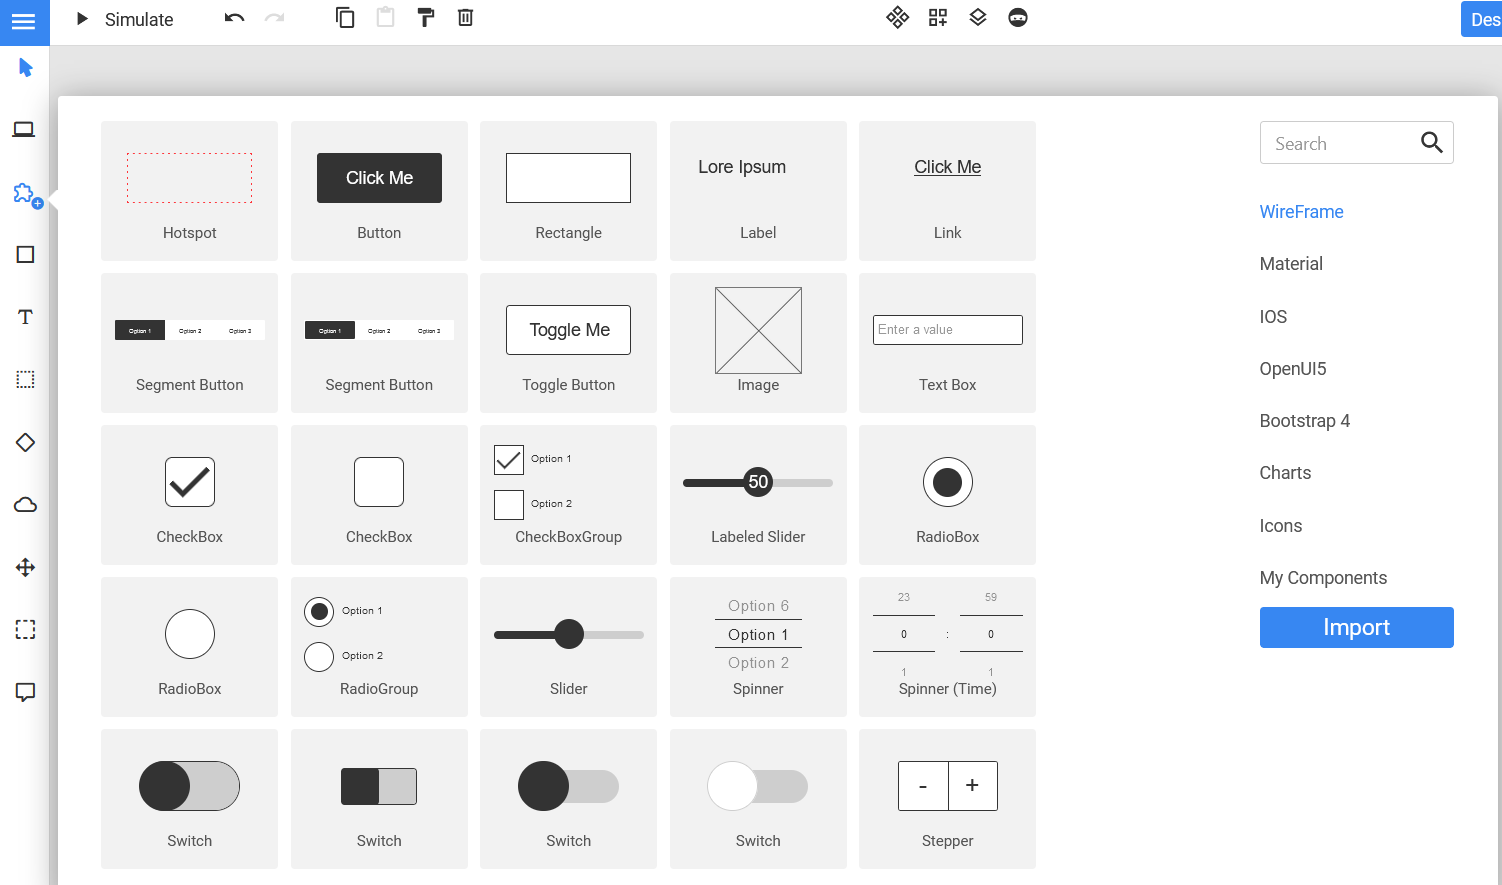 Simulate
Des
Click Me
Lore Ipsum
Click Me
Search
Hotspot
Button
Rectangle
Label
Link
WireFrame
Material
Option 1 Option 2 Option 3
Option 1 Option 2 Option 3
Toggle Me
Enter a value
IOS
Segment Button
Segment Button
Toggle Button
Image
Text Box
OpenUI5
Bootstrap 4
Option 1
Option 2
50
Charts
CheckBox
CheckBox
CheckBoxGroup
Labeled Slider
RadioBox
Icons
My Components
Option 1
Option 2
Option 6
Option 1
Option 2
23 59
0 : 0
1 1
Import
RadioBox
RadioGroup
Slider
Spinner
Spinner (Time)
- +
Switch
Switch
Switch
Switch
Stepper
T